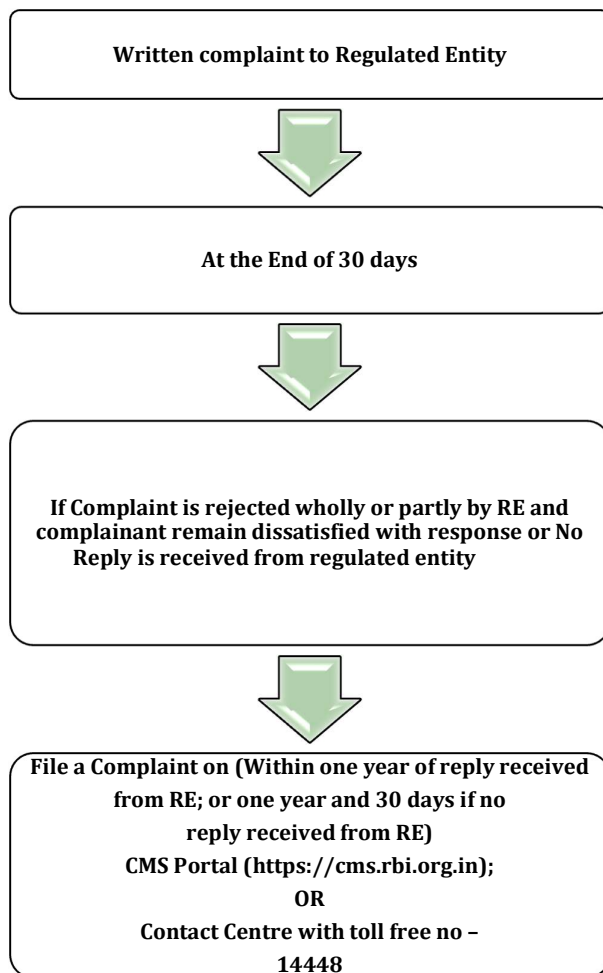 Written complaint to Regulated Entity
At the End of 30 days
If Complaint is rejected wholly or partly by RE and
complainant remain dissatisfied with response or No
Reply is received from regulated entity
File a Complaint on (Within one year of reply received
from RE; or one year and 30 days if no
reply received from RE)
CMS Portal (https://cms.rbi.org.in);
OR
Contact Centre with toll free no –
14448